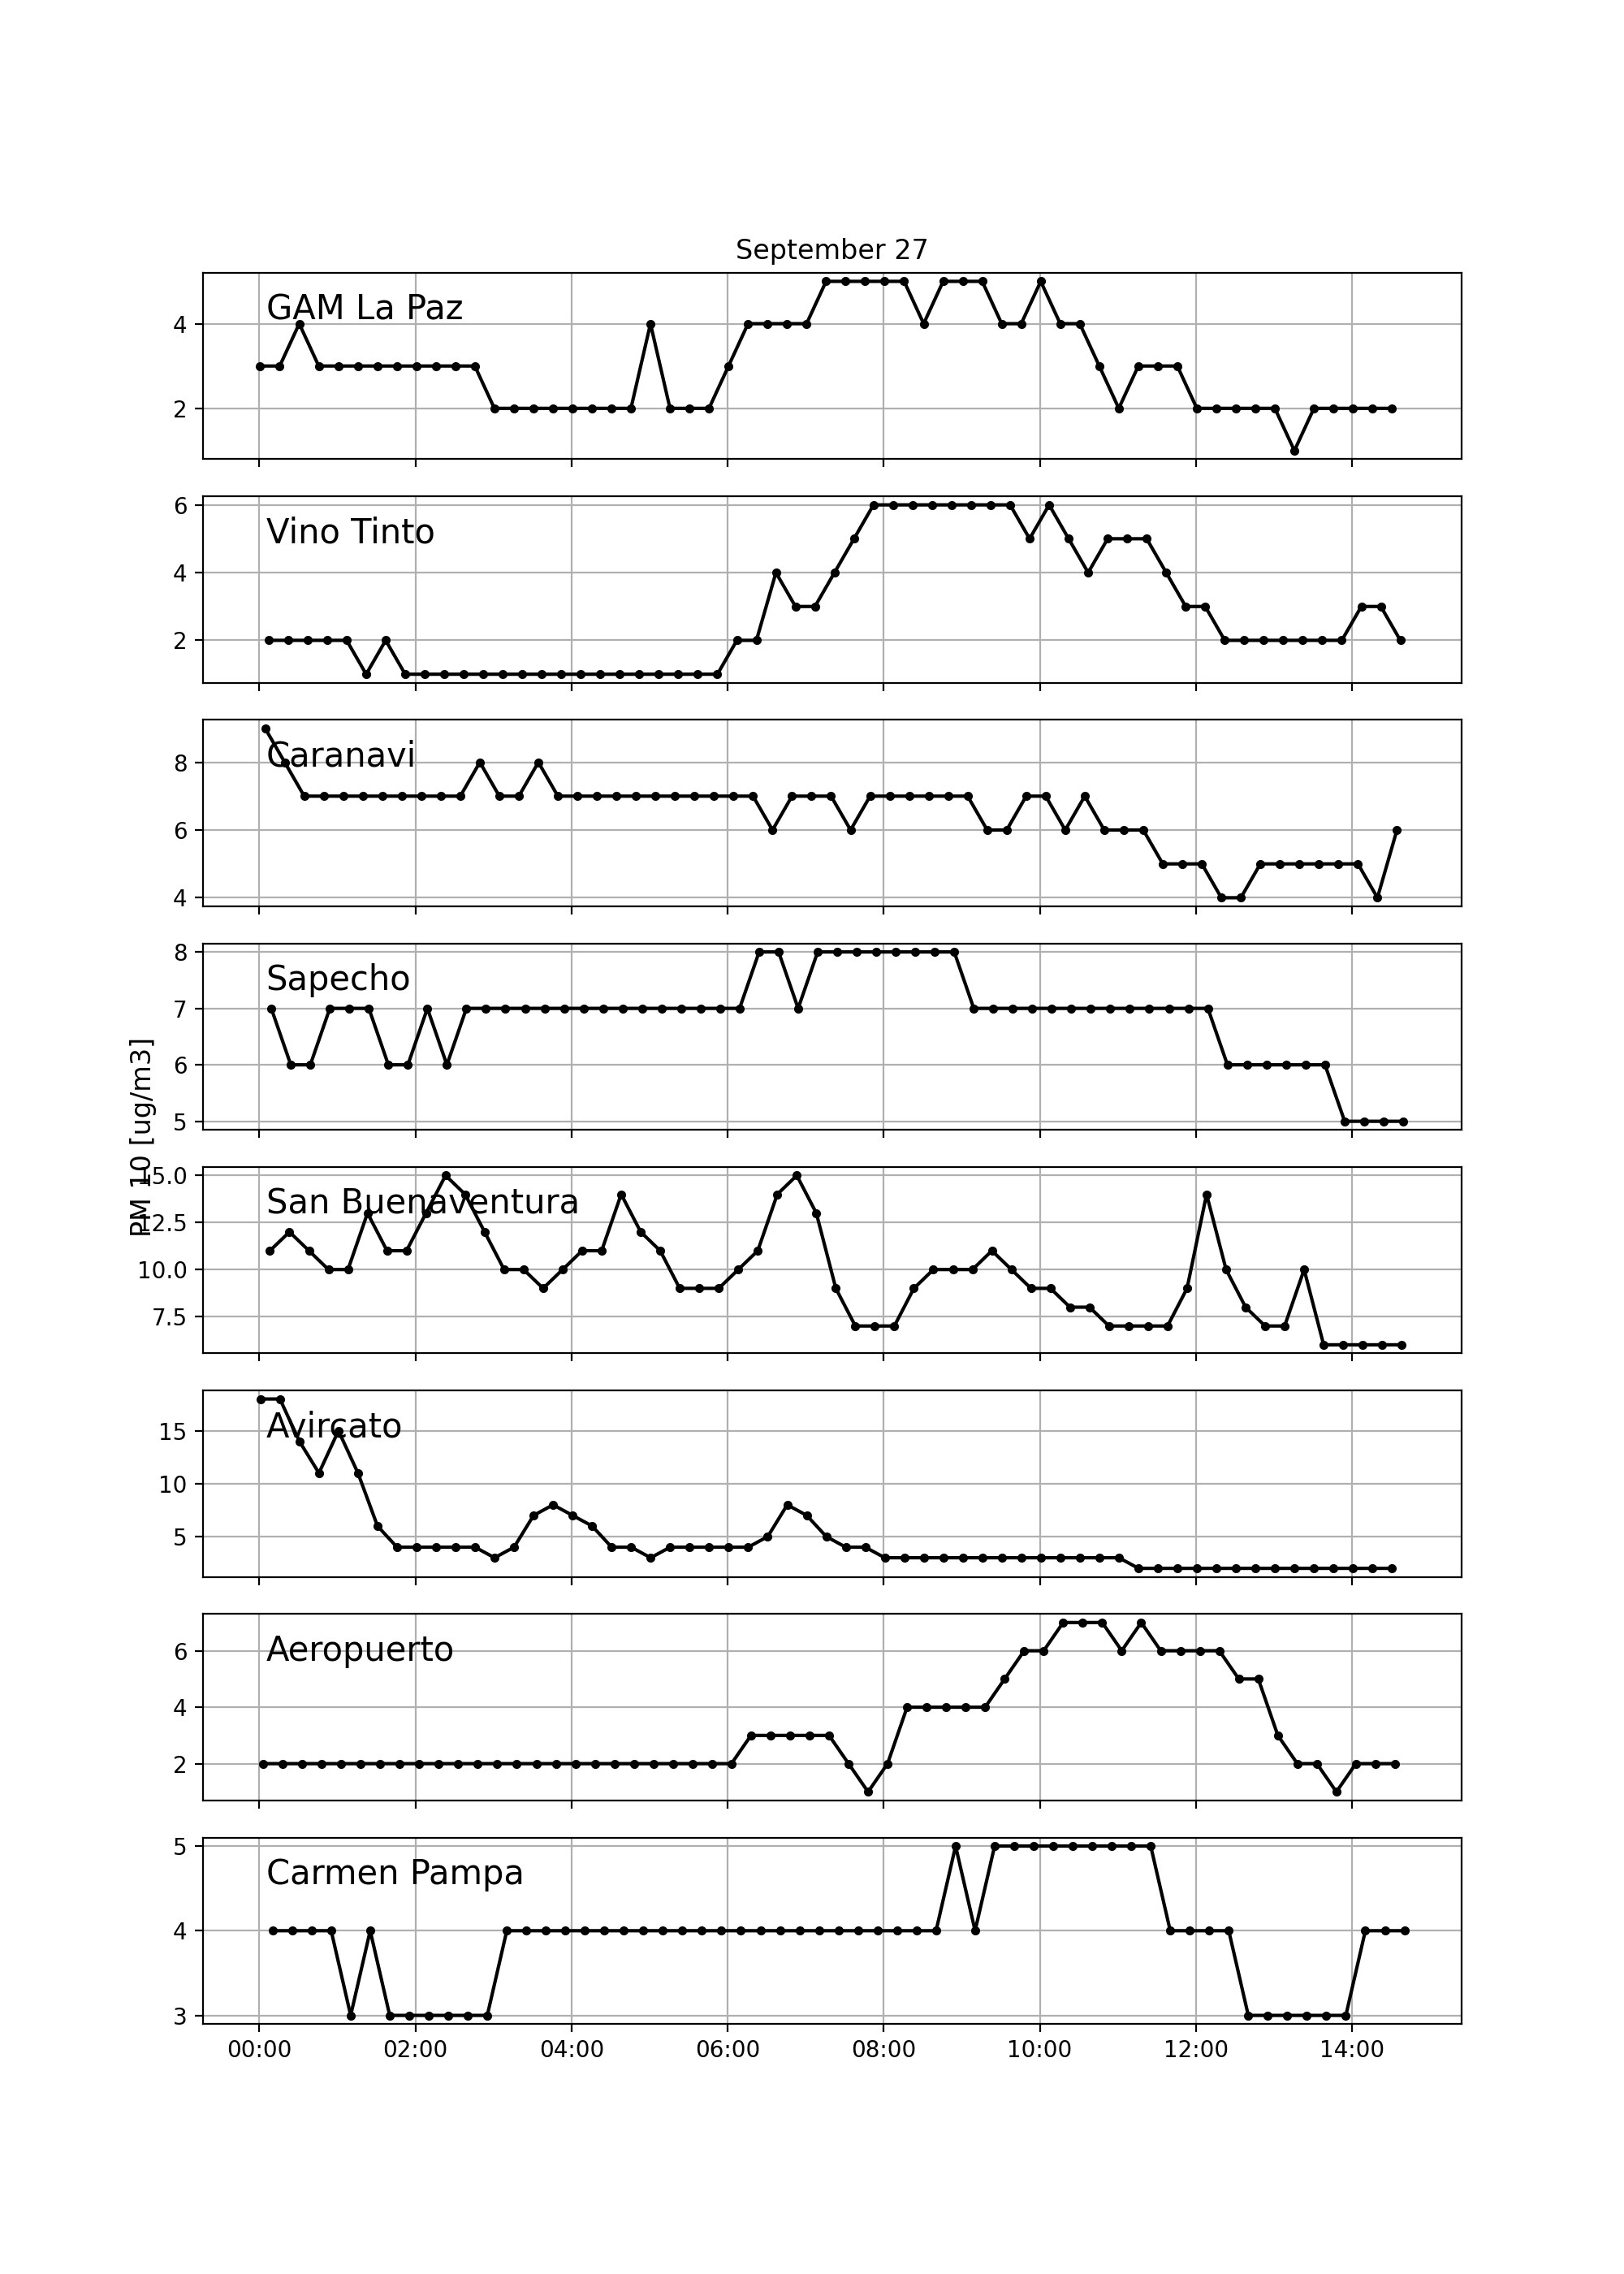 September 27
GAM La Paz
4
2
Vino Tinto
6
4
2
Caranavi
8
6
4
Sapecho
8
7
6
5
PM 10 [ug/m3]
San Buenaventura
15.0
12.5
10.0
7.5
Avircato
15
10
5
Aeropuerto
6
4
2
Carmen Pampa
5
4
3
00:00 02:00 04:00 06:00 08:00 10:00 12:00 14:00